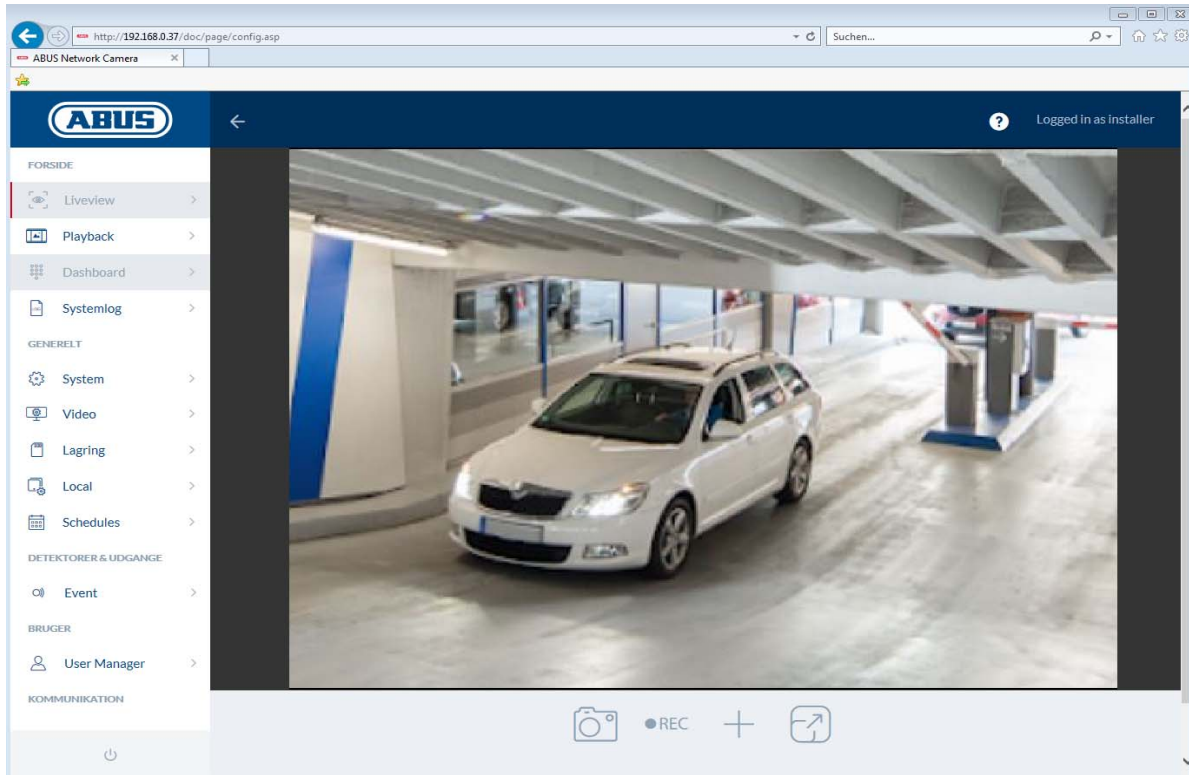 http://192.168.0.37/doc/page/config.asp
Suchen...
ABUS Network Camera
ABUS
Logged in as installer
FORSIDE
Liveview
Playback
Dashboard
Systemlog
GENERELT
System
Video
Lagring
Local
Schedules
DETEKTORER & UDGANGE
Event
BRUGER
User Manager
KOMMUNIKATION
REC